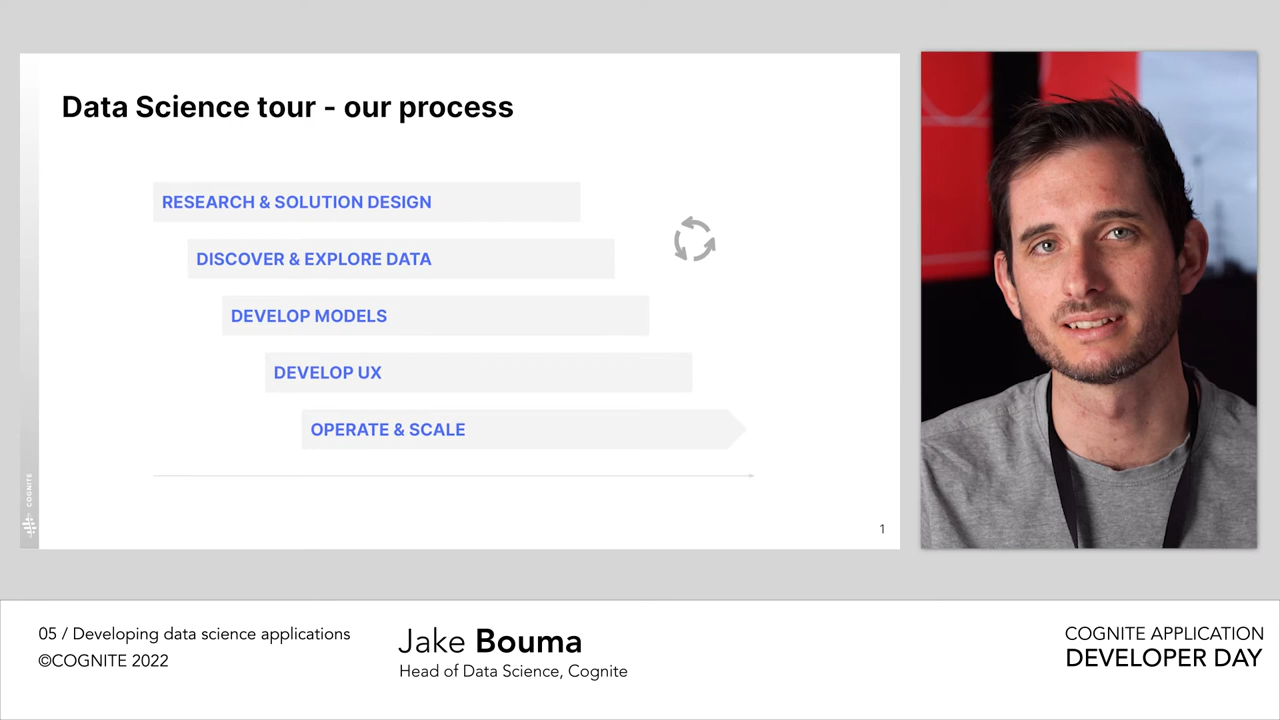 Data Science tour - our process
RESEARCH & SOLUTION DESIGN
DISCOVER & EXPLORE DATA
DEVELOP MODELS
DEVELOP UX
OPERATE & SCALE
COGNITE
1
05 / Developing data science applications
©COGNITE 2022
Jake Bouma
Head of Data Science, Cognite
COGNITE APPLICATION
DEVELOPER DAY